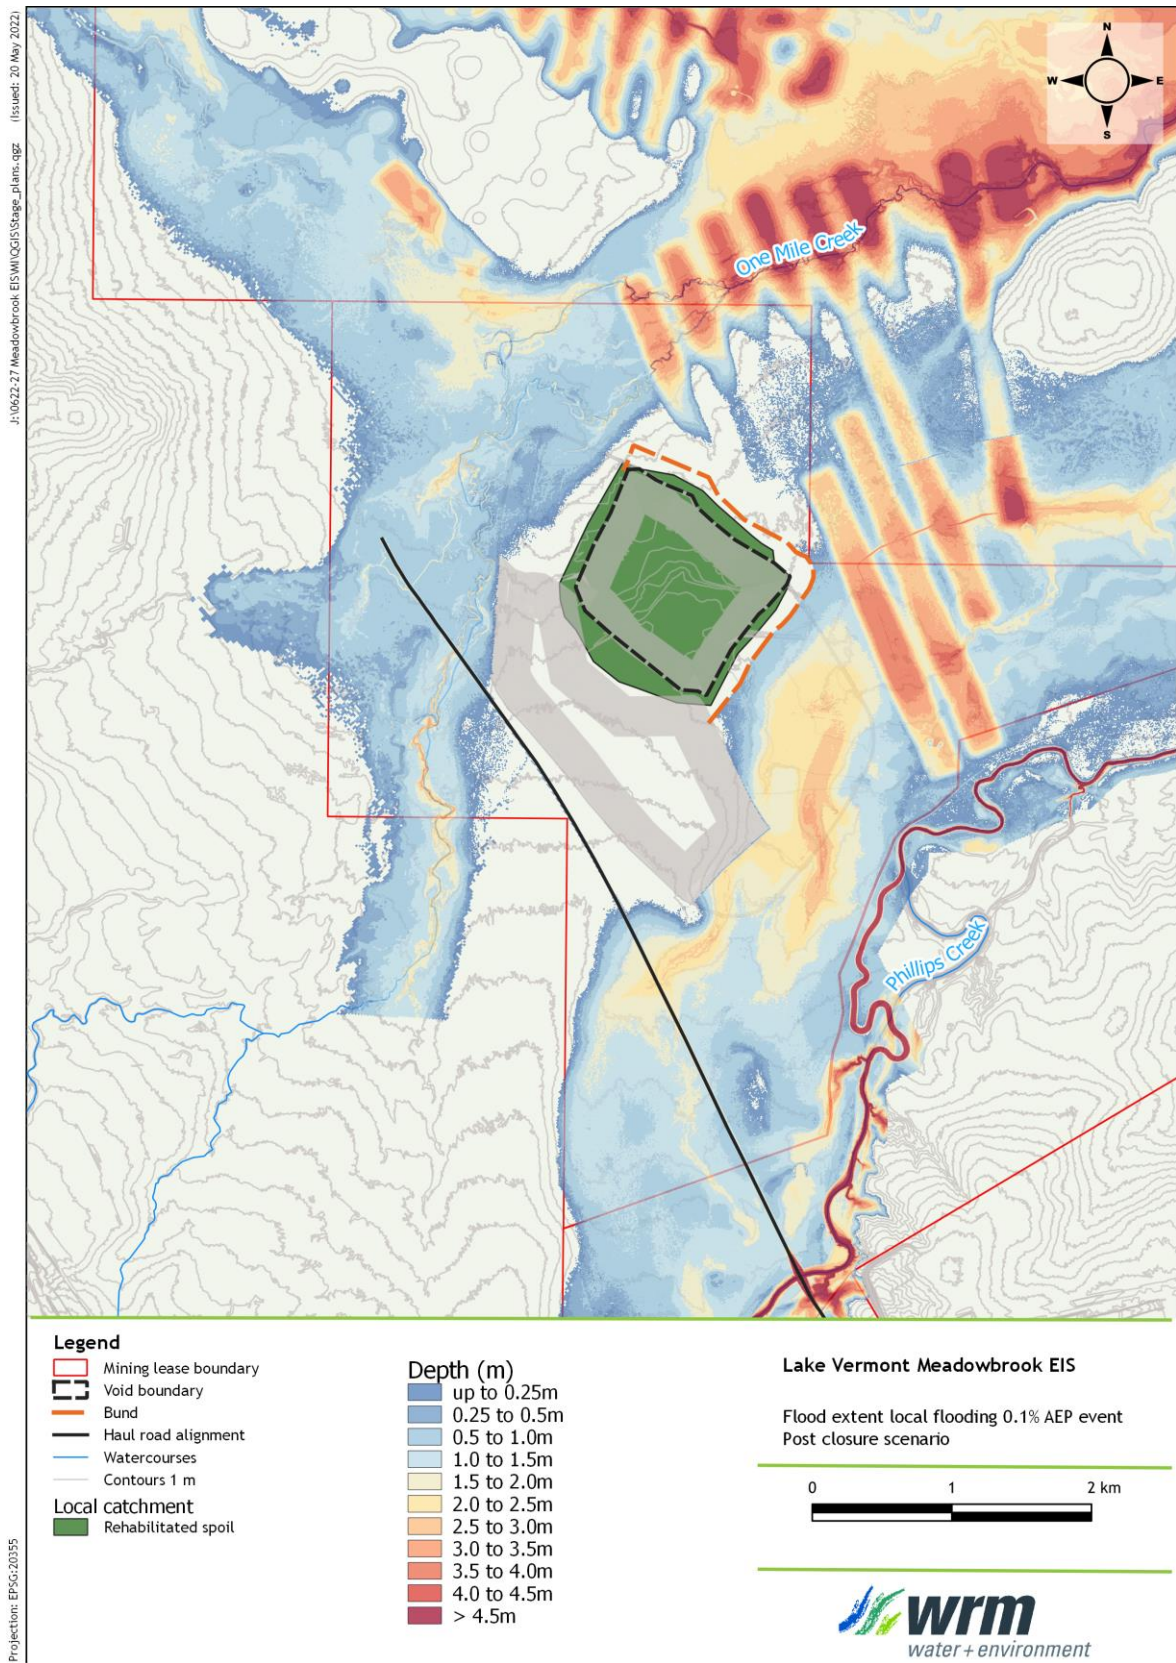 J:\0622-27 Meadowbrook EIS\WI\QGIS\Stage_plans.qgz (Issued: 20 May 2022)
N
W E
S
One Mile Creek
Phillips Creek
Legend
Mining lease boundary
Void boundary
Bund
Haul road alignment
Watercourses
Contours 1 m
Local catchment
Rehabilitated spoil
Depth (m)
up to 0.25m
0.25 to 0.5m
0.5 to 1.0m
1.0 to 1.5m
1.5 to 2.0m
2.0 to 2.5m
2.5 to 3.0m
3.0 to 3.5m
3.5 to 4.0m
4.0 to 4.5m
> 4.5m
Lake Vermont Meadowbrook EIS
Flood extent local flooding 0.1% AEP event
Post closure scenario
0 1 2 km
wrm
water + environment
Projection: EPSG:20355